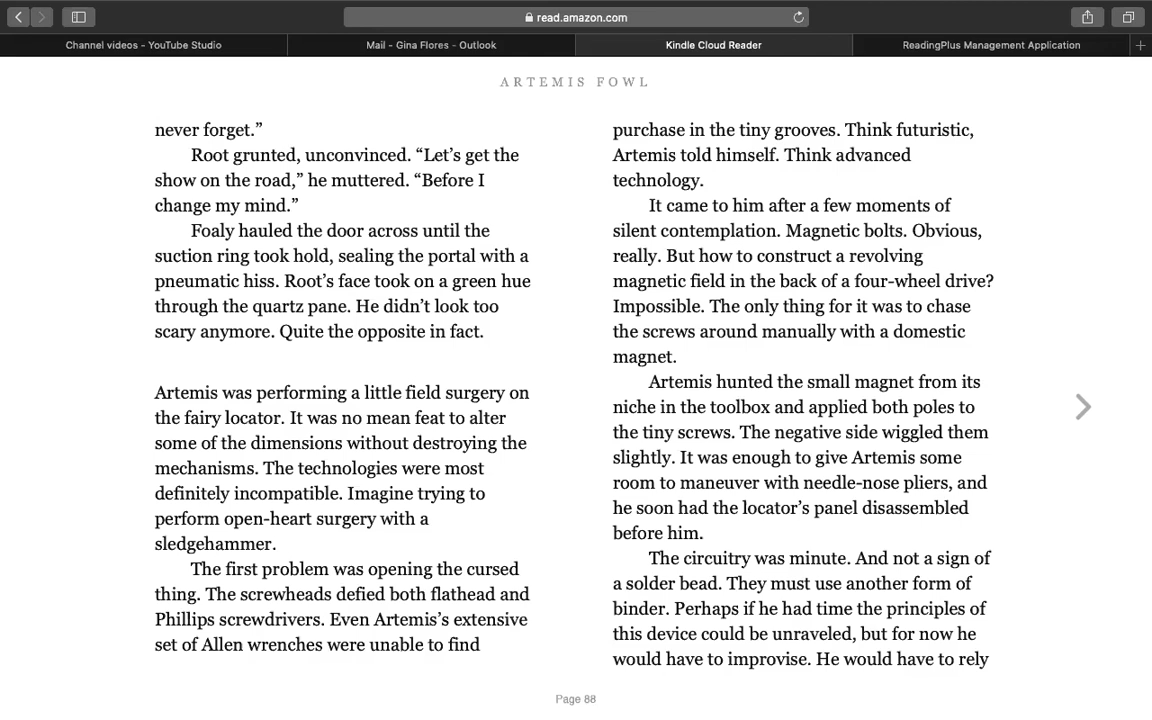 read.amazon.com
Channel videos - YouTube Studio
Mail - Gina Flores - Outlook
Kindle Cloud Reader
ReadingPlus Management Application
ARTEMIS FOWL
never forget.”
Root grunted, unconvinced. “Let’s get the
show on the road,” he muttered. “Before I
change my mind.”
Foaly hauled the door across until the
suction ring took hold, sealing the portal with a
pneumatic hiss. Root’s face took on a green hue
through the quartz pane. He didn’t look too
scary anymore. Quite the opposite in fact.
Artemis was performing a little field surgery on
the fairy locator. It was no mean feat to alter
some of the dimensions without destroying the
mechanisms. The technologies were most
definitely incompatible. Imagine trying to
perform open-heart surgery with a
sledgehammer.
The first problem was opening the cursed
thing. The screwheads defied both flathead and
Phillips screwdrivers. Even Artemis’s extensive
set of Allen wrenches were unable to find
purchase in the tiny grooves. Think futuristic,
Artemis told himself. Think advanced
technology.
It came to him after a few moments of
silent contemplation. Magnetic bolts. Obvious,
really. But how to construct a revolving
magnetic field in the back of a four-wheel drive?
Impossible. The only thing for it was to chase
the screws around manually with a domestic
magnet.
Artemis hunted the small magnet from its
niche in the toolbox and applied both poles to
the tiny screws. The negative side wiggled them
slightly. It was enough to give Artemis some
room to maneuver with needle-nose pliers, and
he soon had the locator’s panel disassembled
before him.
The circuitry was minute. And not a sign of
a solder bead. They must use another form of
binder. Perhaps if he had time the principles of
this device could be unraveled, but for now he
would have to improvise. He would have to rely
Page 88